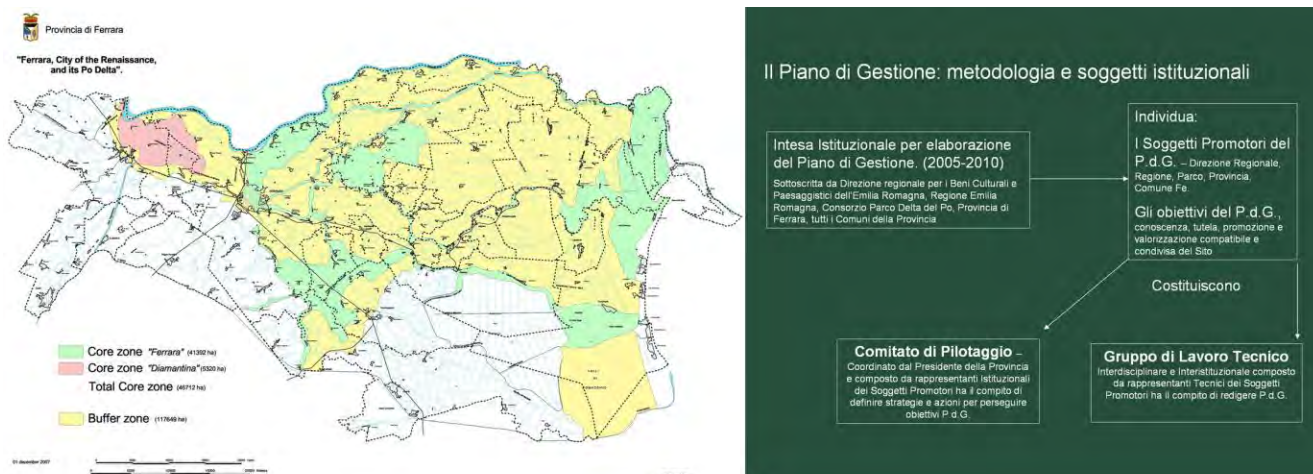 Provincia di Ferrara
"Ferrara, City of the Renaissance,
and its Po Delta".
Core zone "Ferrara" (41392 ha)
Core zone "Diamantina" (5320 ha)
Total Core zone (46712 ha)
Buffer zone (117649 ha)
01 december 2007
Il Piano di Gestione: metodologia e soggetti istituzionali
Intesa Istituzionale per elaborazione
del Piano di Gestione. (2005-2010)
Sottoscritta da Direzione regionale per i Beni Culturali e
Paesaggistici dell'Emilia Romagna, Regione Emilia
Romagna, Consorzio Parco Delta del Po, Provincia di
Ferrara, tutti i Comuni della Provincia
Individua:
I Soggetti Promotori del
P.d.G. – Direzione Regionale,
Regione, Parco, Provincia,
Comune Fe.
Gli obiettivi del P.d.G.,
conoscenza, tutela, promozione e
valorizzazione compatibile e
condivisa del Sito
Costituiscono
Comitato di Pilotaggio –
Coordinato dal Presidente della Provincia
e composto da rappresentanti istituzionali
dei Soggetti Promotori ha il compito di
definire strategie e azioni per perseguire
obiettivi P.d.G.
Gruppo di Lavoro Tecnico
Interdisciplinare e Interistituzionale composto
da rappresentanti Tecnici dei Soggetti
Promotori ha il compito di redigere P.d.G.